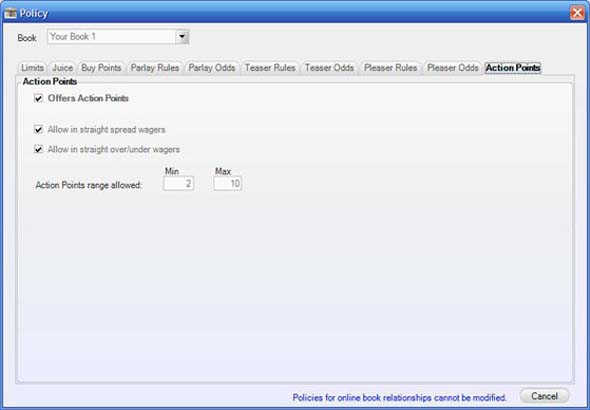 Policy
Book Your Book 1
Limits Juice Buy Points Parlay Rules Parlay Odds Teaser Rules Teaser Odds Pleaser Rules Pleaser Odds Action Points
Action Points
Offers Action Points
Allow in straight spread wagers
Allow in straight over/under wagers
Min Max
Action Points range allowed: 2 10
Policies for online book relationships cannot be modified. Cancel